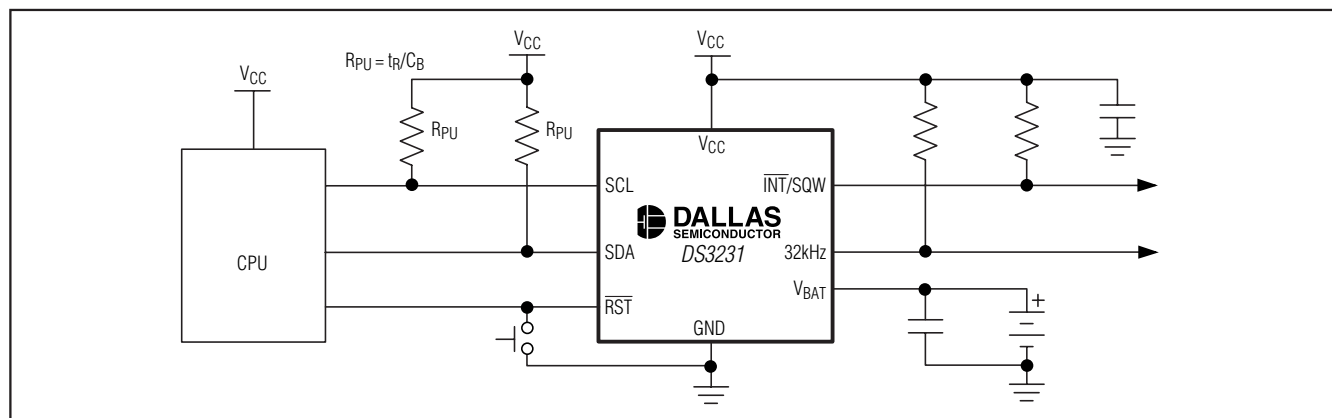 VCC
RPU = tR/CB
VCC
VCC
RPU
RPU
VCC
SCL
INT/SQW
DALLAS
SEMICONDUCTOR
DS3231
SDA
32kHz
CPU
RST
VBAT
GND
+